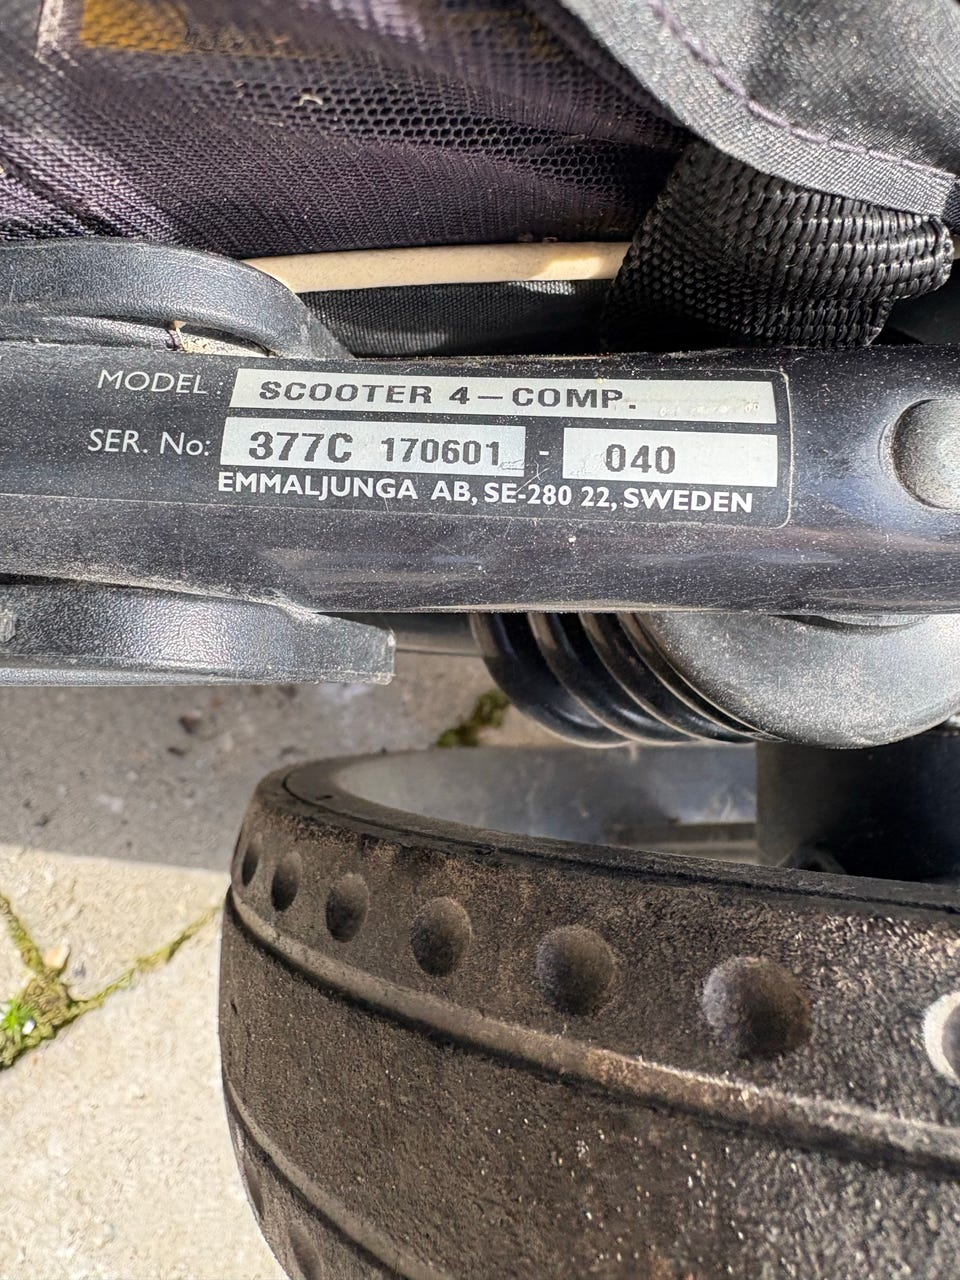 MODEL: SCOOTER 4-COMP.
SER. No: 377C 170601 - 040
EMMALJUNGA AB, SE-280 22, SWEDEN